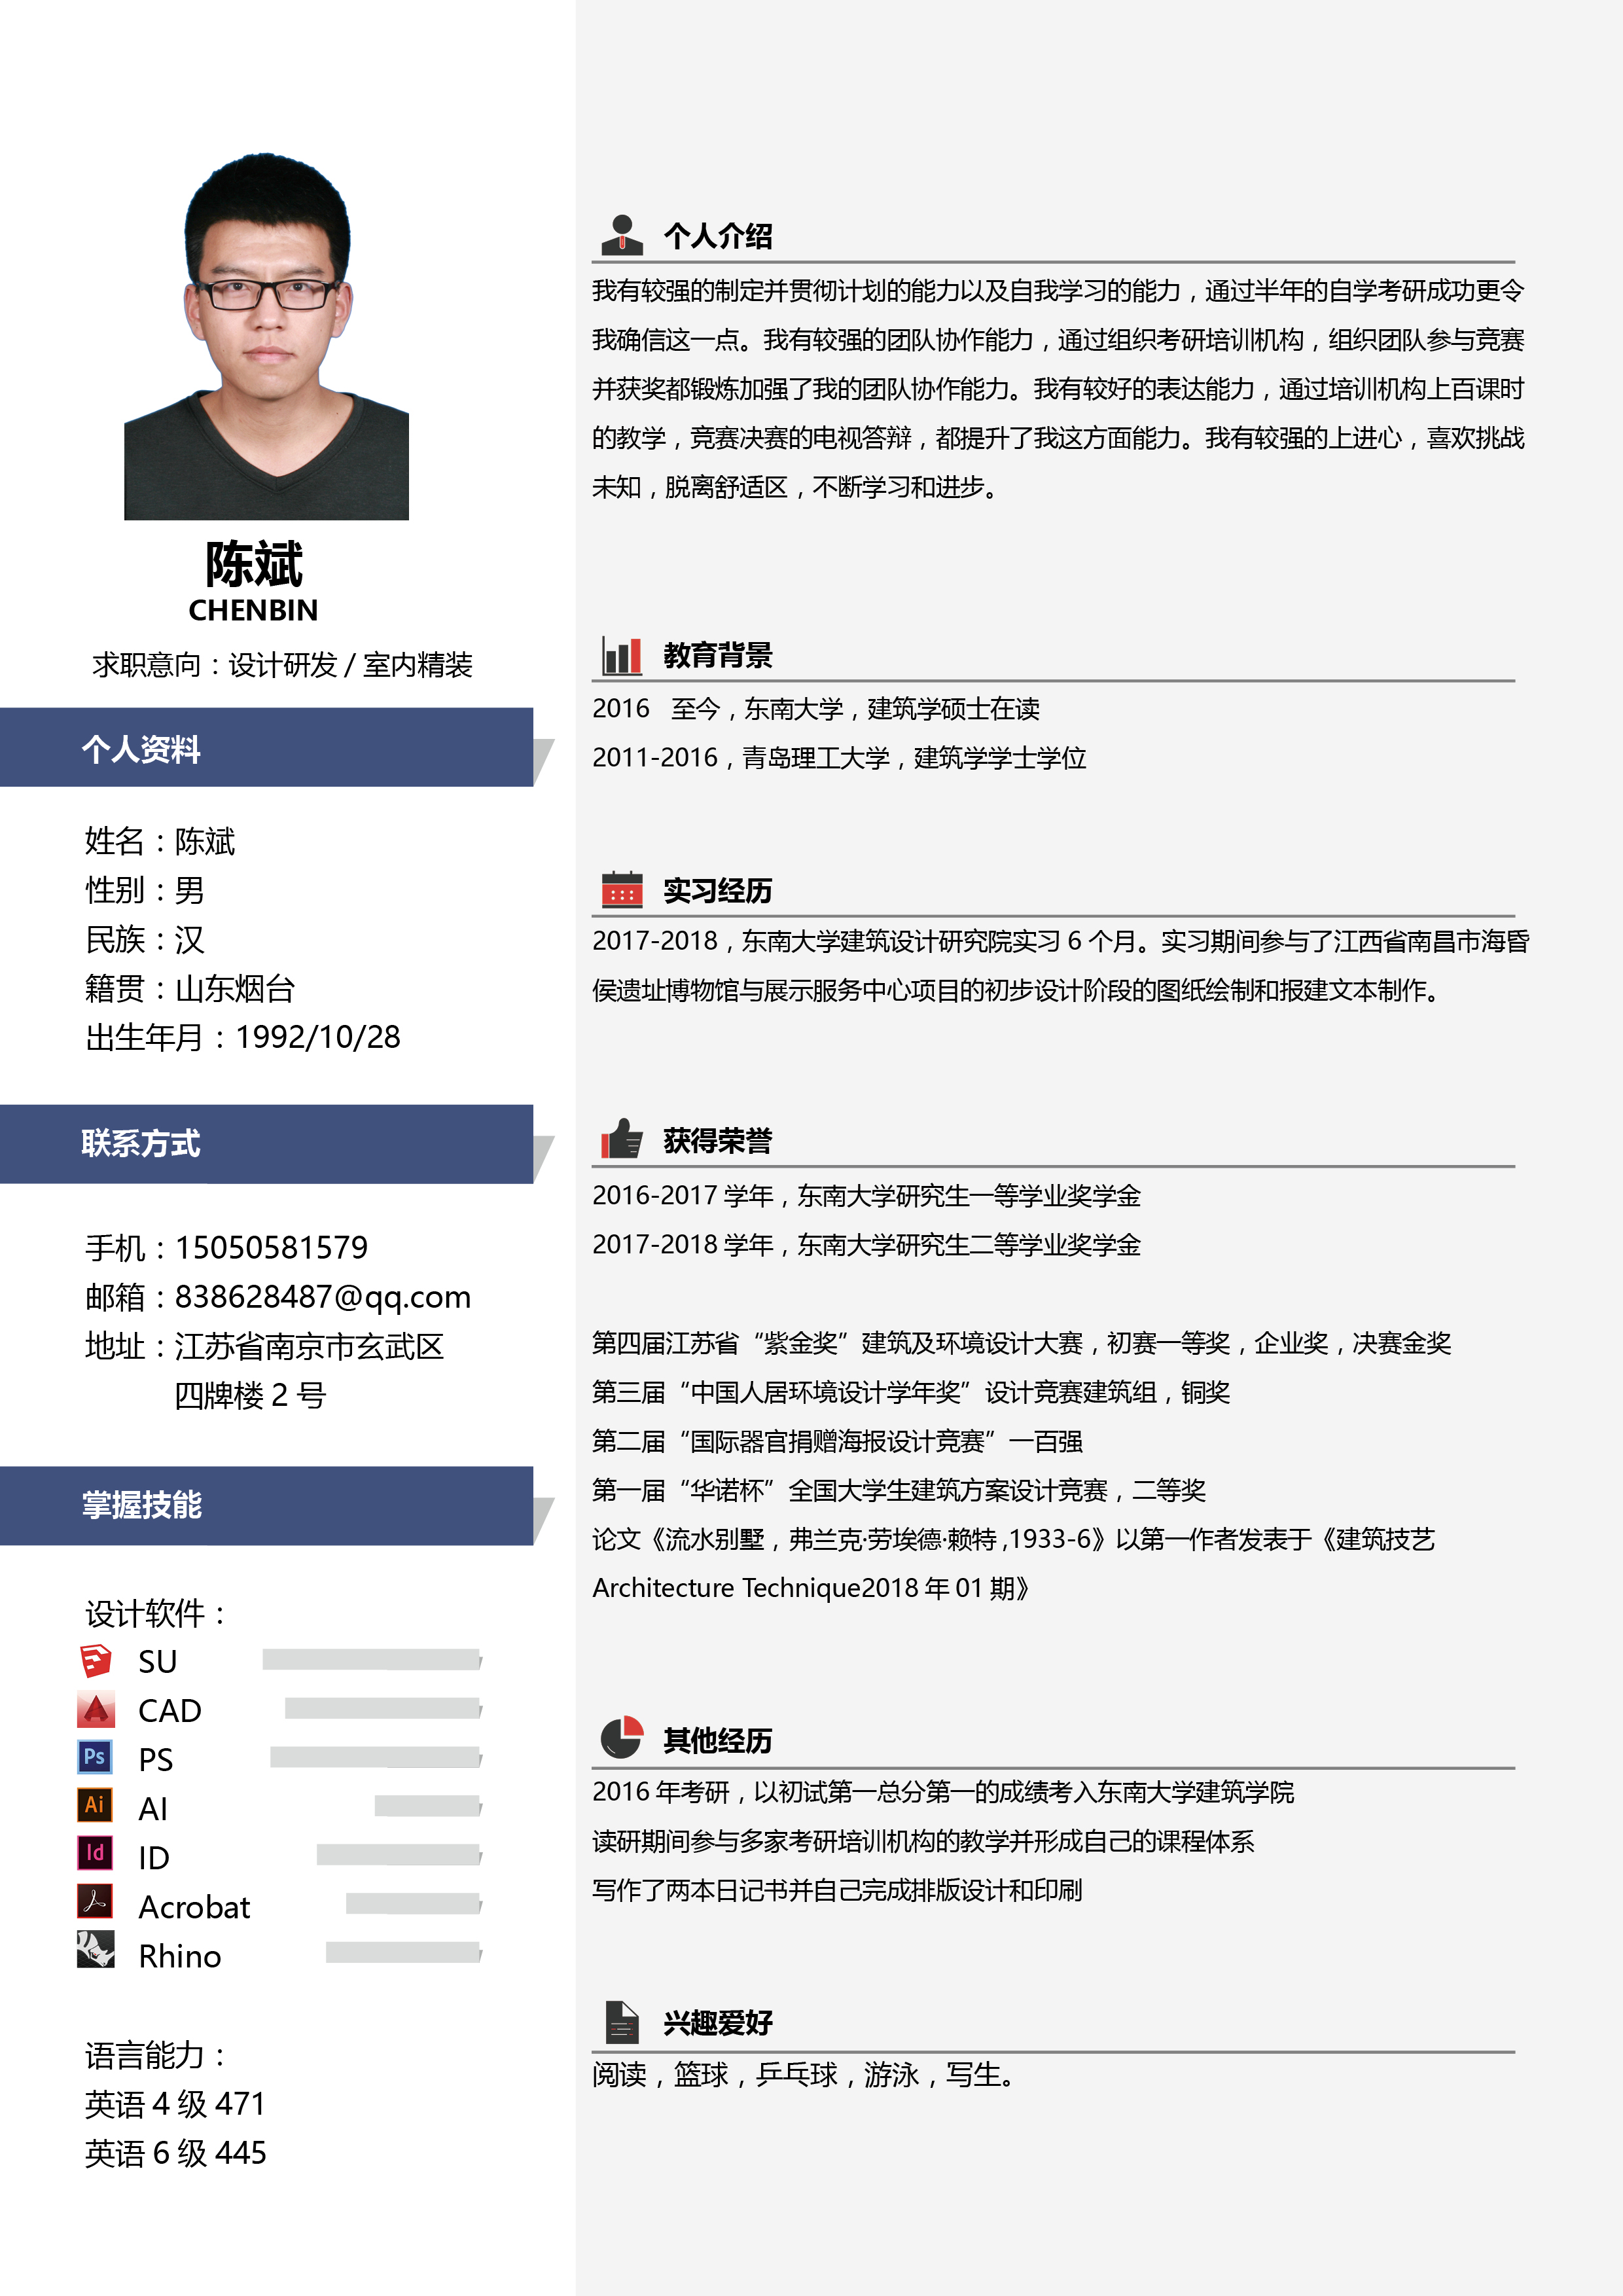 陈斌
CHENBIN
求职意向：设计研发 / 室内精装
个人资料
姓名：陈斌
性别：男
民族：汉
籍贯：山东烟台
出生年月：1992/10/28
联系方式
手机：15050581579
邮箱：838628487@qq.com
地址：江苏省南京市玄武区
四牌楼 2 号
掌握技能
设计软件：
SU
CAD
Ps PS
Ai AI
Id ID
Acrobat
Rhino
语言能力：
英语 4 级 471
英语 6 级 445
个人介绍
我有较强的制定并贯彻计划的能力以及自我学习的能力，通过半年的自学考研成功更令
我确信这一点。我有较强的团队协作能力，通过组织考研培训机构，组织团队参与竞赛
并获奖都锻炼加强了我的团队协作能力。我有较好的表达能力，通过培训机构上百课时
的教学，竞赛决赛的电视答辩，都提升了我这方面能力。我有较强的上进心，喜欢挑战
未知，脱离舒适区，不断学习和进步。
教育背景
2016 至今，东南大学，建筑学硕士在读
2011-2016，青岛理工大学，建筑学学士学位
实习经历
2017-2018，东南大学建筑设计研究院实习 6 个月。实习期间参与了江西省南昌市海昏
侯遗址博物馆与展示服务中心项目的初步设计阶段的图纸绘制和报建文本制作。
获得荣誉
2016-2017 学年，东南大学研究生一等学业奖学金
2017-2018 学年，东南大学研究生二等学业奖学金
第四届江苏省“紫金奖”建筑及环境设计大赛，初赛一等奖，企业奖，决赛金奖
第三届“中国人居环境设计学年奖”设计竞赛建筑组，铜奖
第二届“国际器官捐赠海报设计竞赛”一百强
第一届“华诺杯”全国大学生建筑方案设计竞赛，二等奖
论文《流水别墅，弗兰克·劳埃德·赖特 ,1933-6》以第一作者发表于《建筑技艺
Architecture Technique2018 年 01 期》
其他经历
2016 年考研，以初试第一总分第一的成绩考入东南大学建筑学院
读研期间参与多家考研培训机构的教学并形成自己的课程体系
写作了两本日记书并自己完成排版设计和印刷
兴趣爱好
阅读，篮球，乒乓球，游泳，写生。